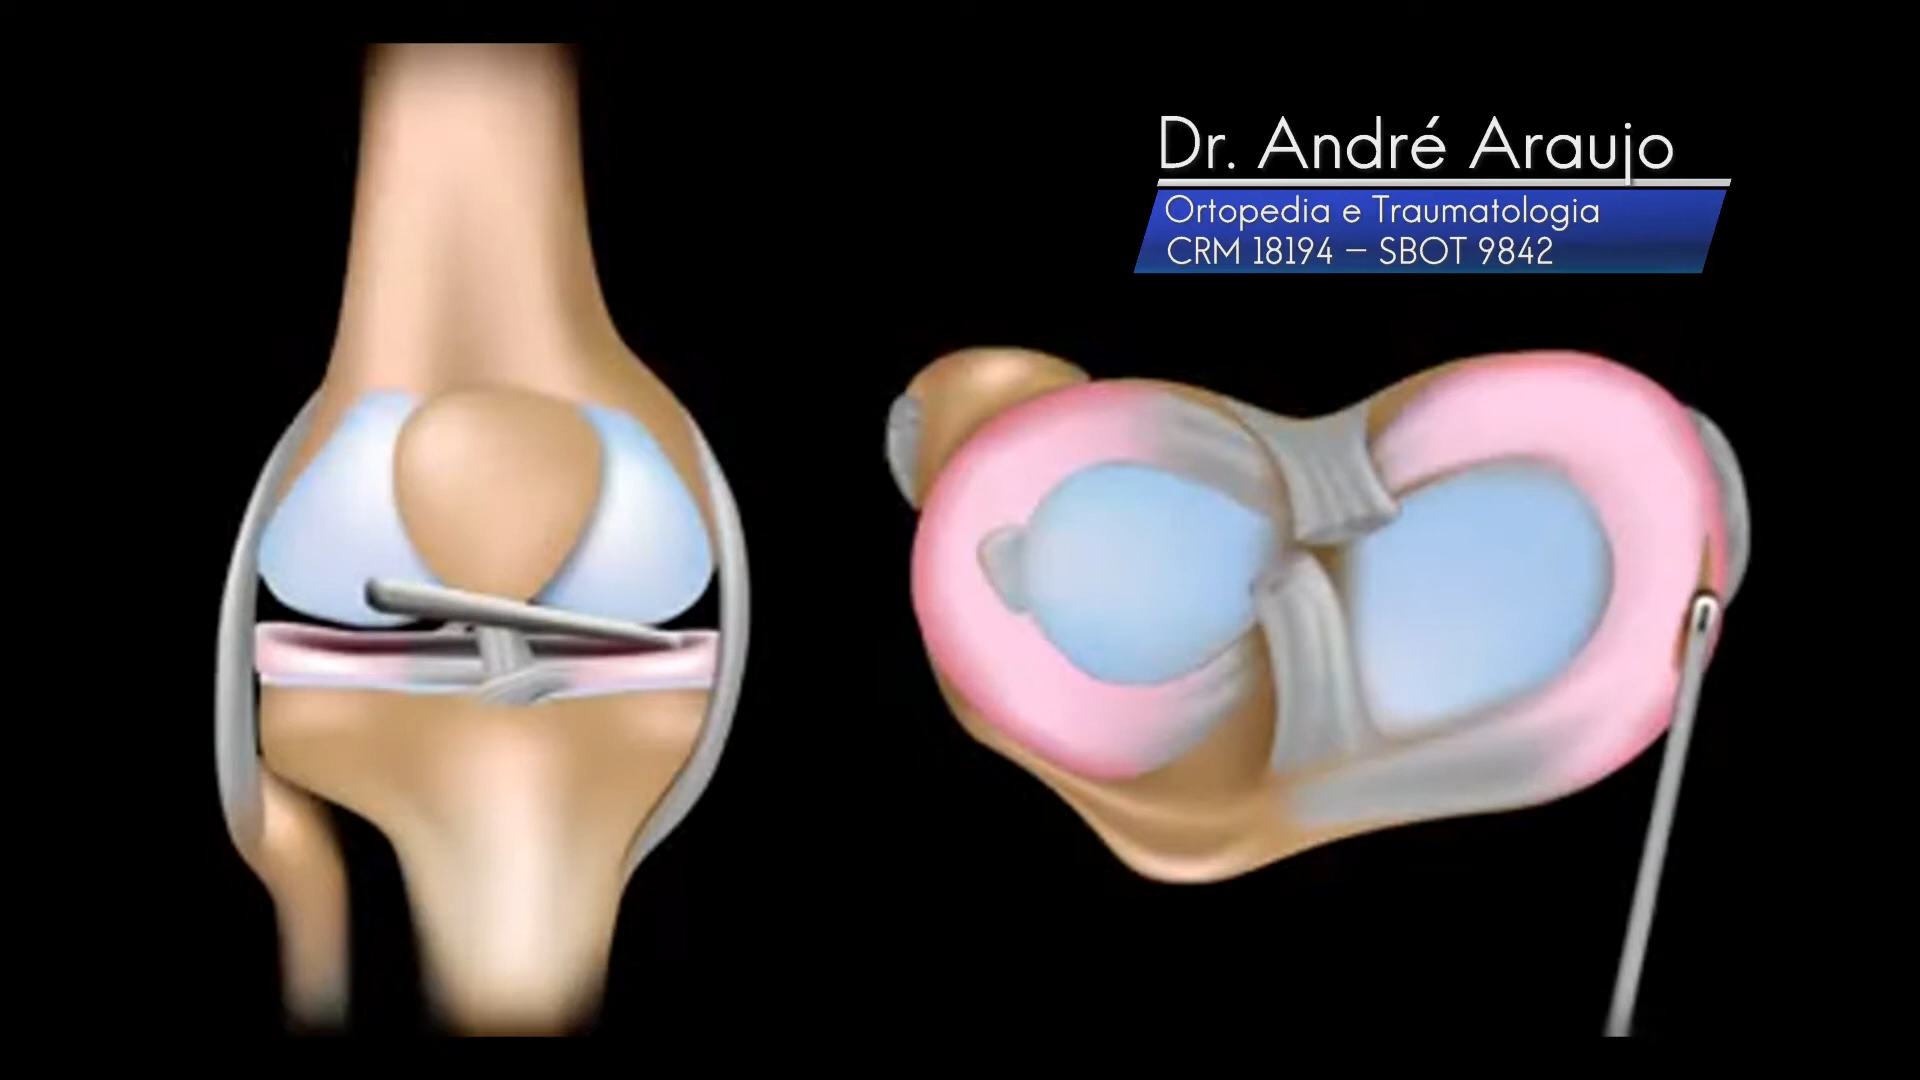 Dr. André Araujo
Ortopedia e Traumatologia
CRM 18194 – SBOT 9842